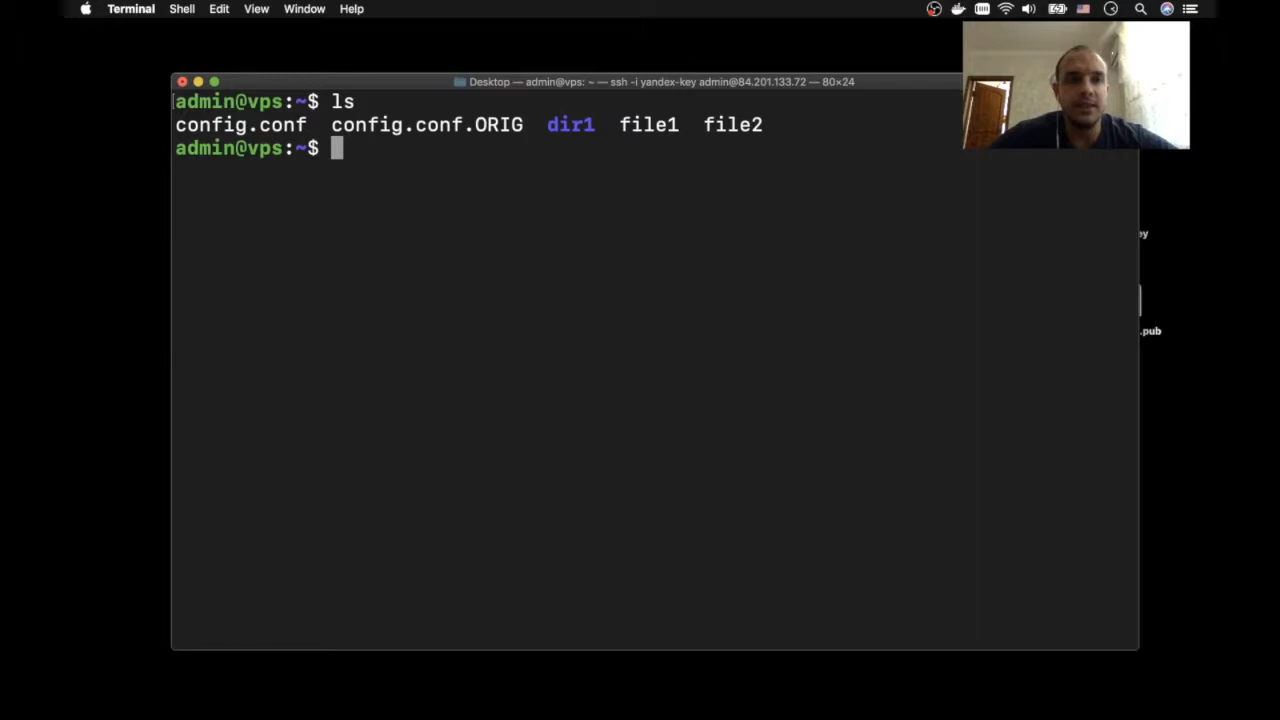 Terminal Shell Edit View Window Help
Desktop — admin@vps: ~ — ssh -i yandex-key admin@84.201.133.72 — 80×24
admin@vps:~$ ls
config.conf config.conf.ORIG dir1 file1 file2
admin@vps:~$
ey
.pub